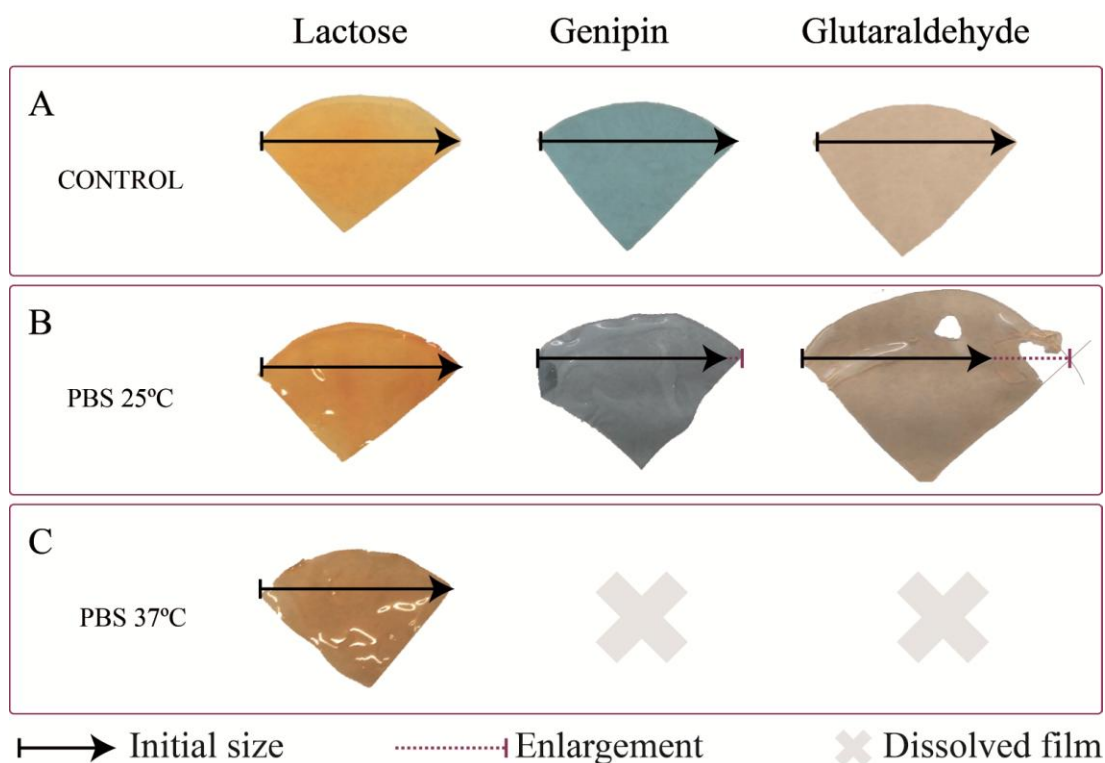 Lactose Genipin Glutaraldehyde
A
CONTROL
B
PBS 25ºC
C
PBS 37ºC
Initial size Enlargement Dissolved film